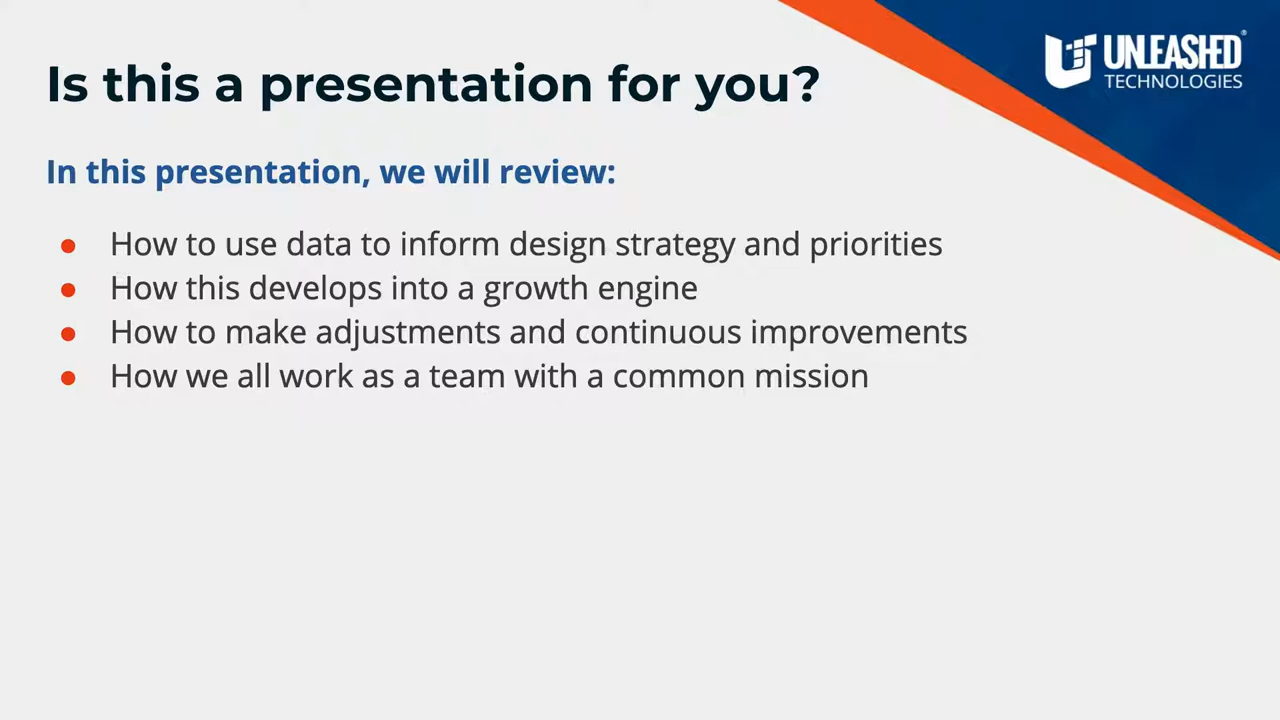 Is this a presentation for you?
UNEASHED®
TECHNOLOGIES
In this presentation, we will review:
● How to use data to inform design strategy and priorities
● How this develops into a growth engine
● How to make adjustments and continuous improvements
● How we all work as a team with a common mission